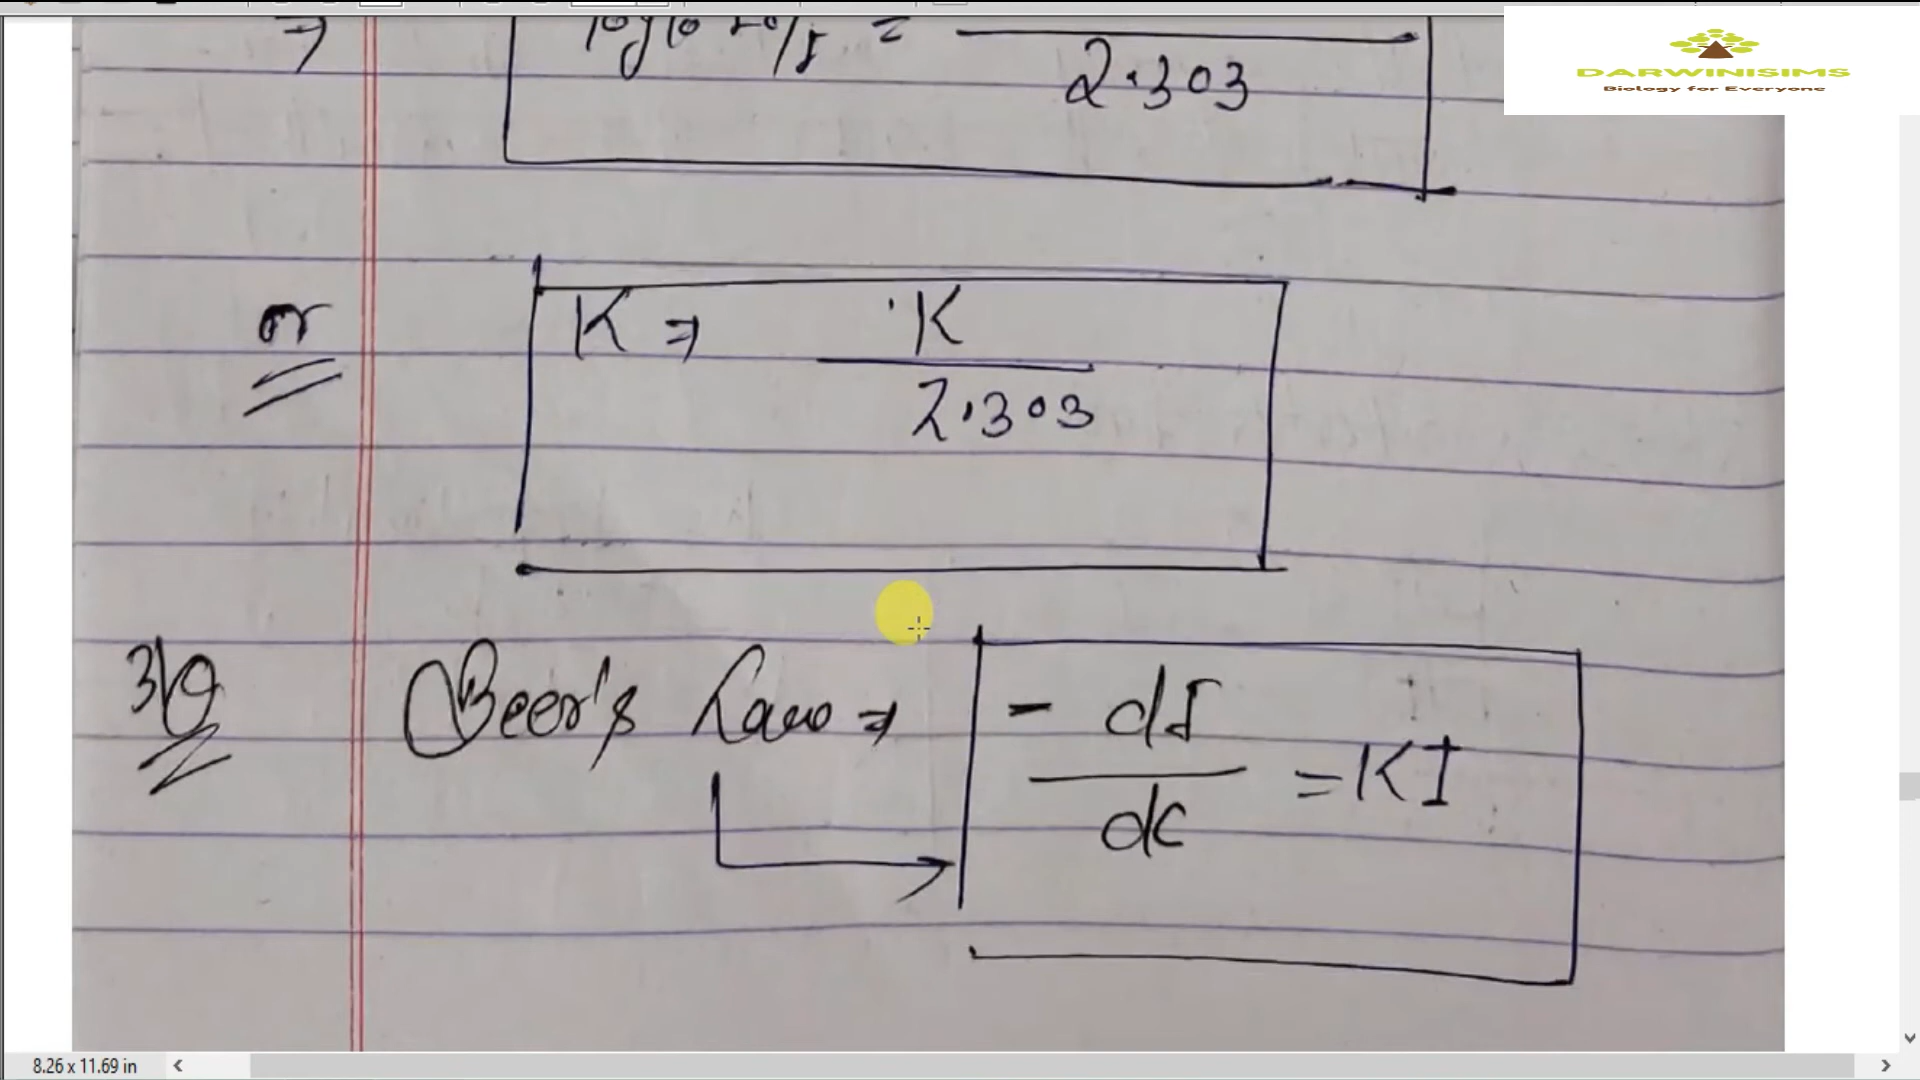 ⇒ =
2.303
DARWINISIMS
Biology for Everyone
or K ⇒ K
2.303
3) Beer's Law ⇒ - dI
= KI
dc
8.26 x 11.69 in